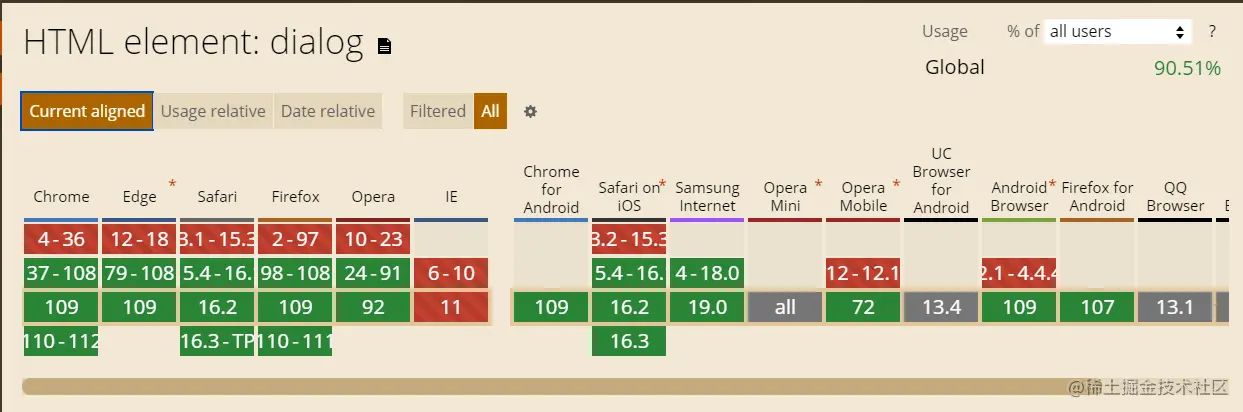 HTML element: dialog
Usage % of all users ?
Global 90.51%
Current aligned Usage relative Date relative Filtered All
Chrome Edge * Safari Firefox Opera IE Chrome for Android Safari on iOS * Samsung Internet Opera Mini * Opera Mobile * UC Browser for Android Android Browser * Firefox for Android QQ Browser
4-36 12-18 3.1-15.3 2-97 10-23 3.2-15.3
37-108 79-108 5.4-16. 98-108 24-91 6-10 5.4-16. 4-18.0 12-12.1 2.1-4.4.4
109 109 16.2 109 92 11 109 16.2 19.0 all 72 13.4 109 107 13.1
110-112 16.3-TP 110-111 16.3
@稀土掘金技术社区